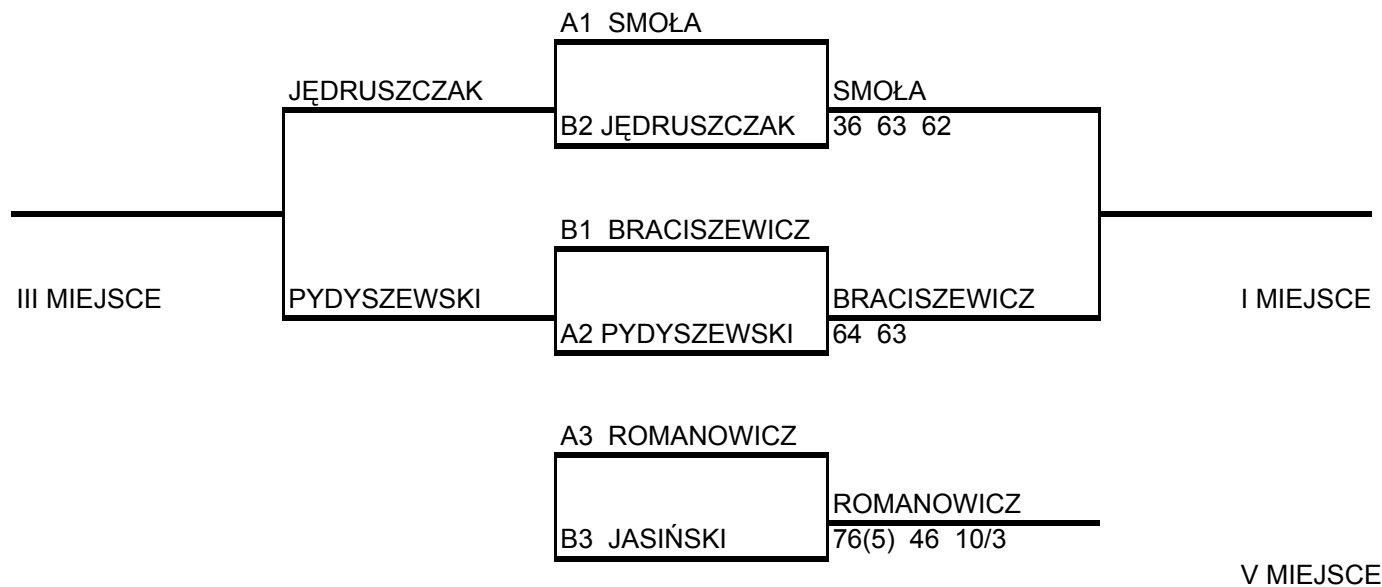 A1 SMOŁA
JĘDRUSZCZAK
SMOŁA
B2 JĘDRUSZCZAK
36 63 62
B1 BRACISZEWICZ
III MIEJSCE
PYDYSZEWSKI
BRACISZEWICZ
I MIEJSCE
A2 PYDYSZEWSKI
64 63
A3 ROMANOWICZ
ROMANOWICZ
B3 JASIŃSKI
76(5) 46 10/3
V MIEJSCE